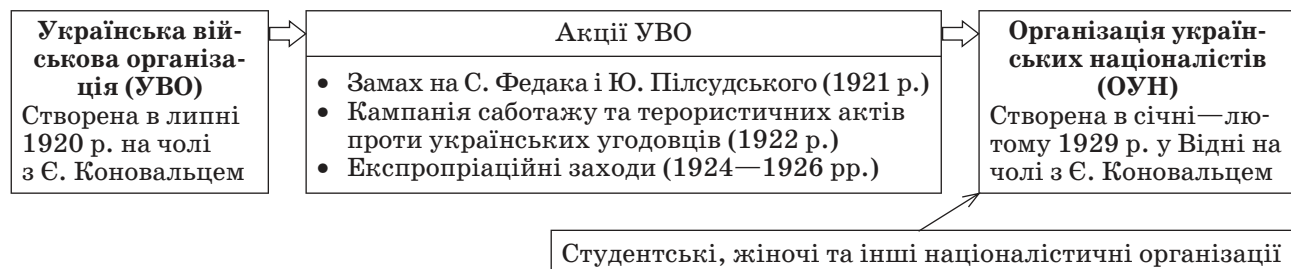 Українська вій-
ськова організа-
ція (УВО)
Створена в липні
1920 р. на чолі
з Є. Коновальцем
Акції УВО
• Замах на С. Федака і Ю. Пілсудського (1921 р.)
• Кампанія саботажу та терористичних актів
проти українських угодовців (1922 р.)
• Експропріаційні заходи (1924—1926 рр.)
Організація україн-
ських націоналістів
(ОУН)
Створена в січні—лю-
тому 1929 р. у Відні на
чолі з Є. Коновальцем
Студентські, жіночі та інші націоналістичні організації